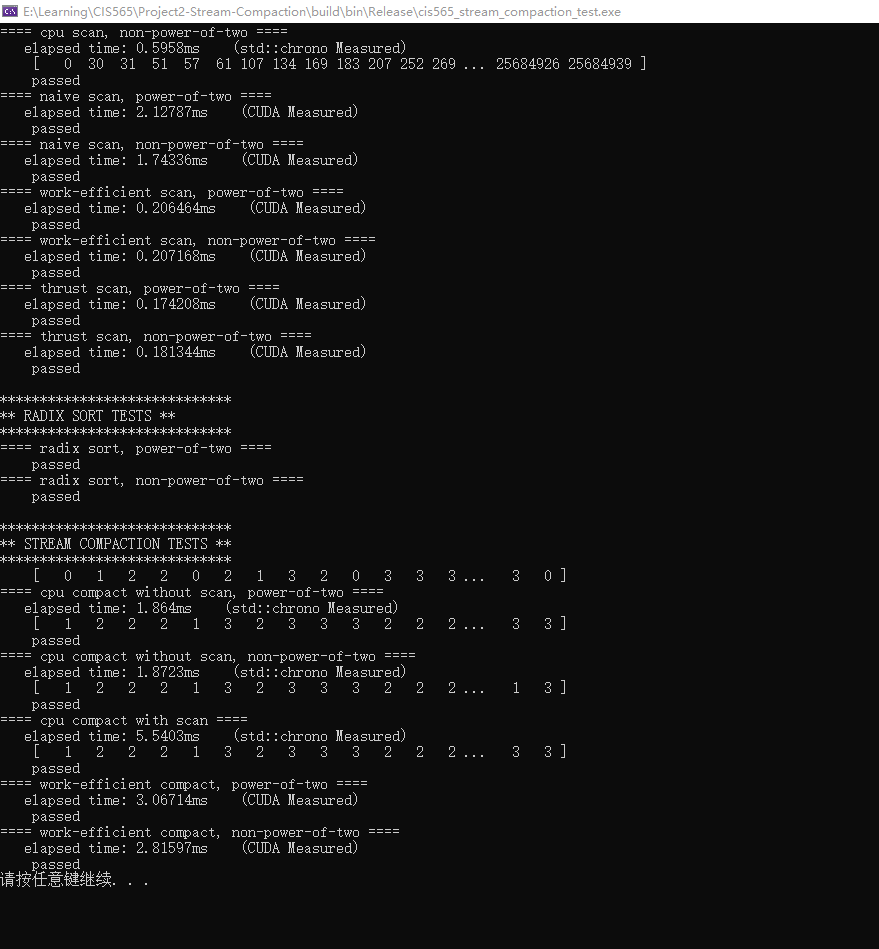 E:\Learning\CIS565\Project2-Stream-Compaction\build\bin\Release\cis565_stream_compaction_test.exe
==== cpu scan, non-power-of-two ====
elapsed time: 0.5958ms (std::chrono Measured)
[ 0 30 31 51 57 61 107 134 169 183 207 252 269 ... 25684926 25684939 ]
passed
==== naive scan, power-of-two ====
elapsed time: 2.12787ms (CUDA Measured)
passed
==== naive scan, non-power-of-two ====
elapsed time: 1.74336ms (CUDA Measured)
passed
==== work-efficient scan, power-of-two ====
elapsed time: 0.206464ms (CUDA Measured)
passed
==== work-efficient scan, non-power-of-two ====
elapsed time: 0.207168ms (CUDA Measured)
passed
==== thrust scan, power-of-two ====
elapsed time: 0.174208ms (CUDA Measured)
passed
==== thrust scan, non-power-of-two ====
elapsed time: 0.181344ms (CUDA Measured)
passed
*****************************
** RADIX SORT TESTS **
*****************************
==== radix sort, power-of-two ====
passed
==== radix sort, non-power-of-two ====
passed
*****************************
** STREAM COMPACTION TESTS **
*****************************
[ 0 1 2 2 0 2 1 3 2 0 3 3 3 ... 3 0 ]
==== cpu compact without scan, power-of-two ====
elapsed time: 1.864ms (std::chrono Measured)
[ 1 2 2 2 1 3 2 3 3 3 2 2 2 ... 3 3 ]
passed
==== cpu compact without scan, non-power-of-two ====
elapsed time: 1.8723ms (std::chrono Measured)
[ 1 2 2 2 1 3 2 3 3 3 2 2 2 ... 1 3 ]
passed
==== cpu compact with scan ====
elapsed time: 5.5403ms (std::chrono Measured)
[ 1 2 2 2 1 3 2 3 3 3 2 2 2 ... 3 3 ]
passed
==== work-efficient compact, power-of-two ====
elapsed time: 3.06714ms (CUDA Measured)
passed
==== work-efficient compact, non-power-of-two ====
elapsed time: 2.81597ms (CUDA Measured)
passed
请按任意键继续. . .